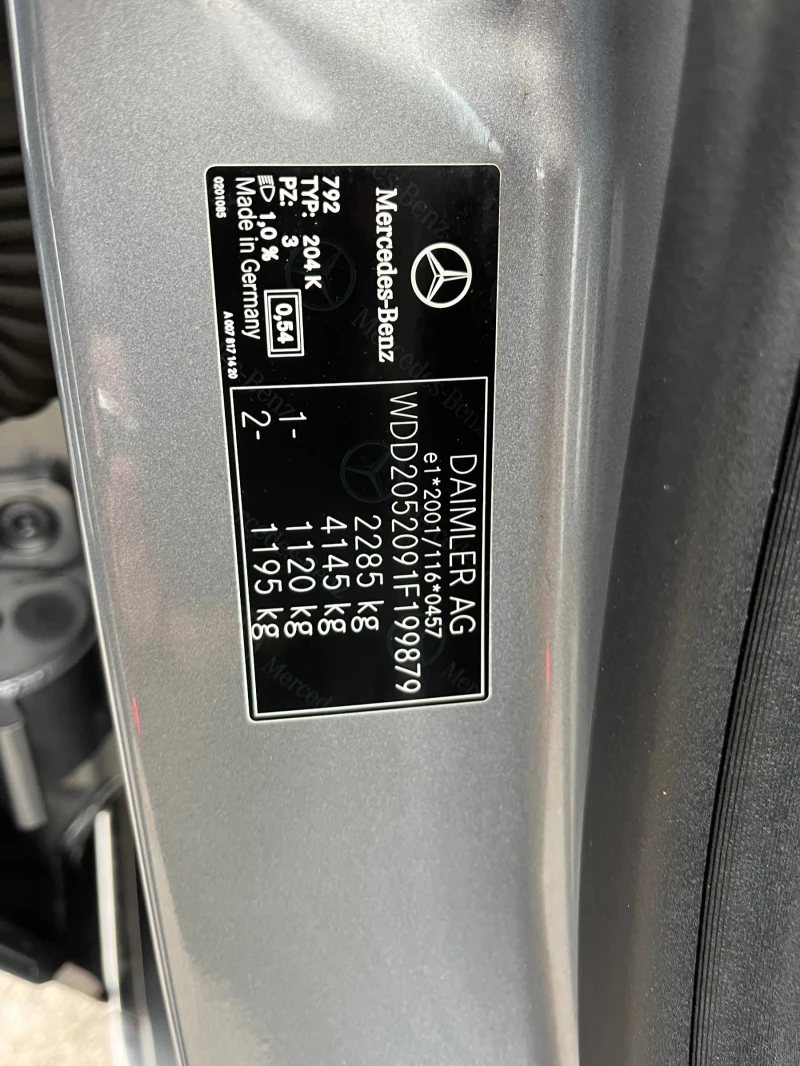 Mercedes-Benz
792
TYP: 204 K
PZ: 3
1,0 %
0,54
Made in Germany
0201085
A 007 817 14 20
DAIMLER AG
e1*2001/116*0457
WDD2052091F199879
2285 kg
4145 kg
1- 1120 kg
2- 1195 kg